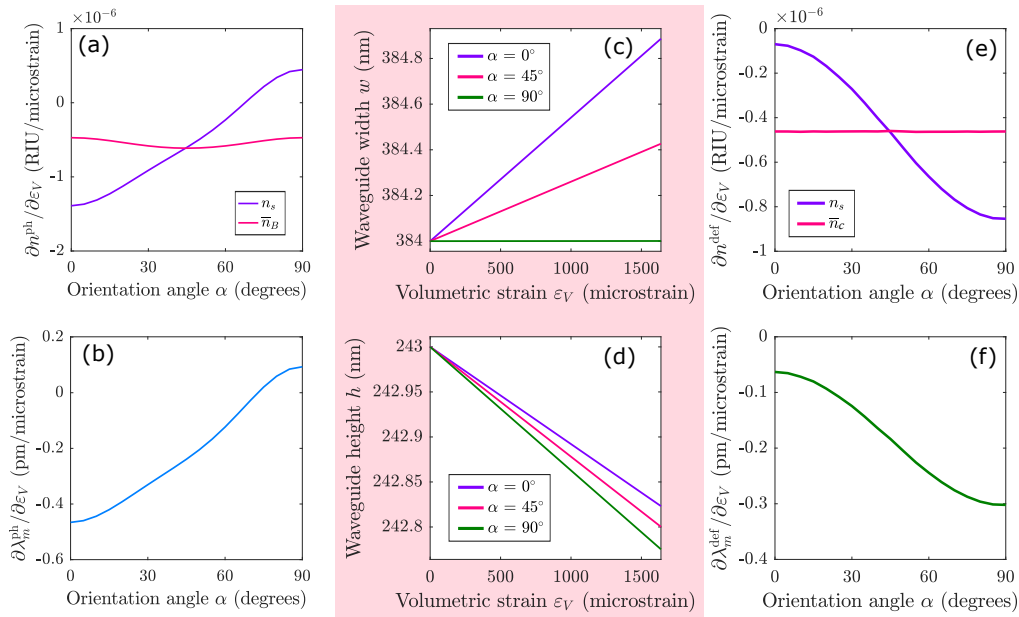 ×10⁻⁶
(a)
∂nᵖʰ/∂ε_V (RIU/microstrain)
1
0
-1
-2
n_s
n̅_B
0 30 60 90
Orientation angle α (degrees)
(c)
Waveguide width w (nm)
384.8
384.6
384.4
384.2
384
α = 0°
α = 45°
α = 90°
0 500 1000 1500
Volumetric strain ε_V (microstrain)
×10⁻⁶
(e)
∂n^def/∂ε_V (RIU/microstrain)
0
-0.2
-0.4
-0.6
-0.8
-1
n_s
n̅_c
0 30 60 90
Orientation angle α (degrees)
(b)
∂λ_m^ph/∂ε_V (pm/microstrain)
0.2
0
-0.2
-0.4
-0.6
0 30 60 90
Orientation angle α (degrees)
(d)
Waveguide height h (nm)
243
242.95
242.9
242.85
242.8
α = 0°
α = 45°
α = 90°
0 500 1000 1500
Volumetric strain ε_V (microstrain)
(f)
∂λ_m^def/∂ε_V (pm/microstrain)
0
-0.1
-0.2
-0.3
-0.4
0 30 60 90
Orientation angle α (degrees)